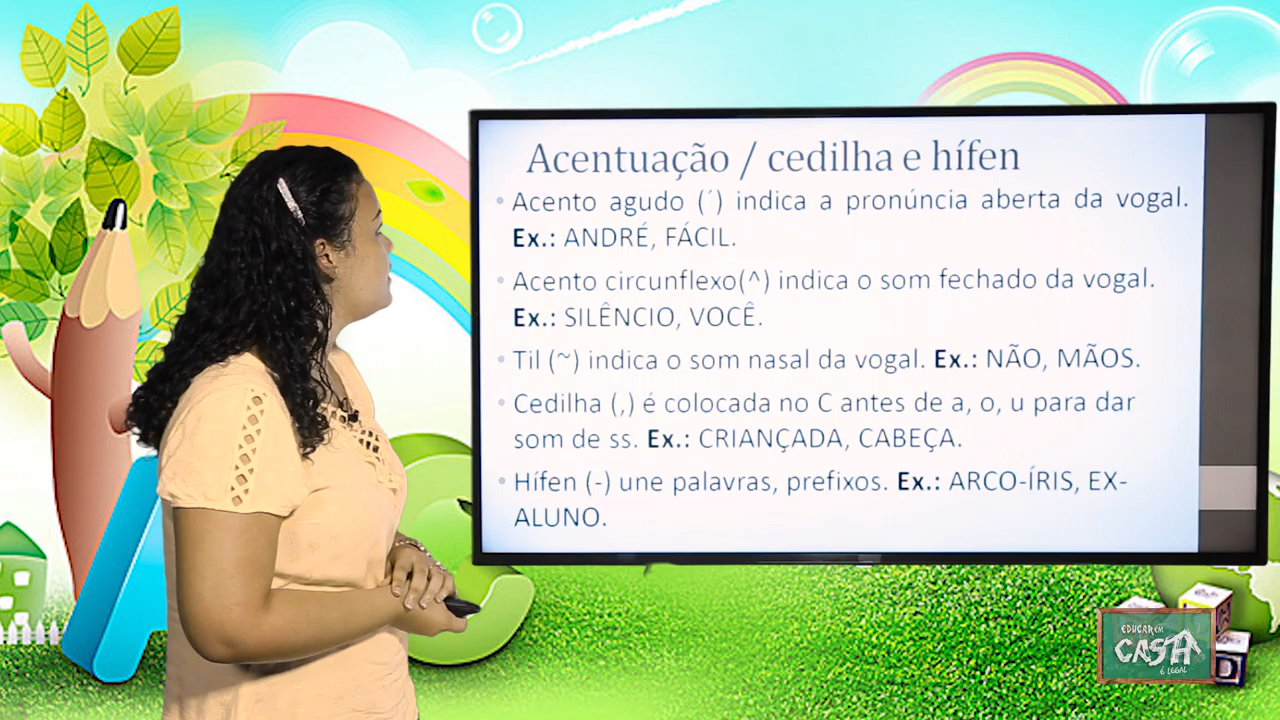 Acentuação / cedilha e hífen
• Acento agudo (´) indica a pronúncia aberta da vogal.
Ex.: ANDRÉ, FÁCIL.
• Acento circunflexo(^) indica o som fechado da vogal.
Ex.: SILÊNCIO, VOCÊ.
• Til (~) indica o som nasal da vogal. Ex.: NÃO, MÃOS.
• Cedilha (,) é colocada no C antes de a, o, u para dar
som de ss. Ex.: CRIANÇADA, CABEÇA.
• Hífen (-) une palavras, prefixos. Ex.: ARCO-ÍRIS, EX-
ALUNO.
EDUCAR EM
CASA
É LEGAL